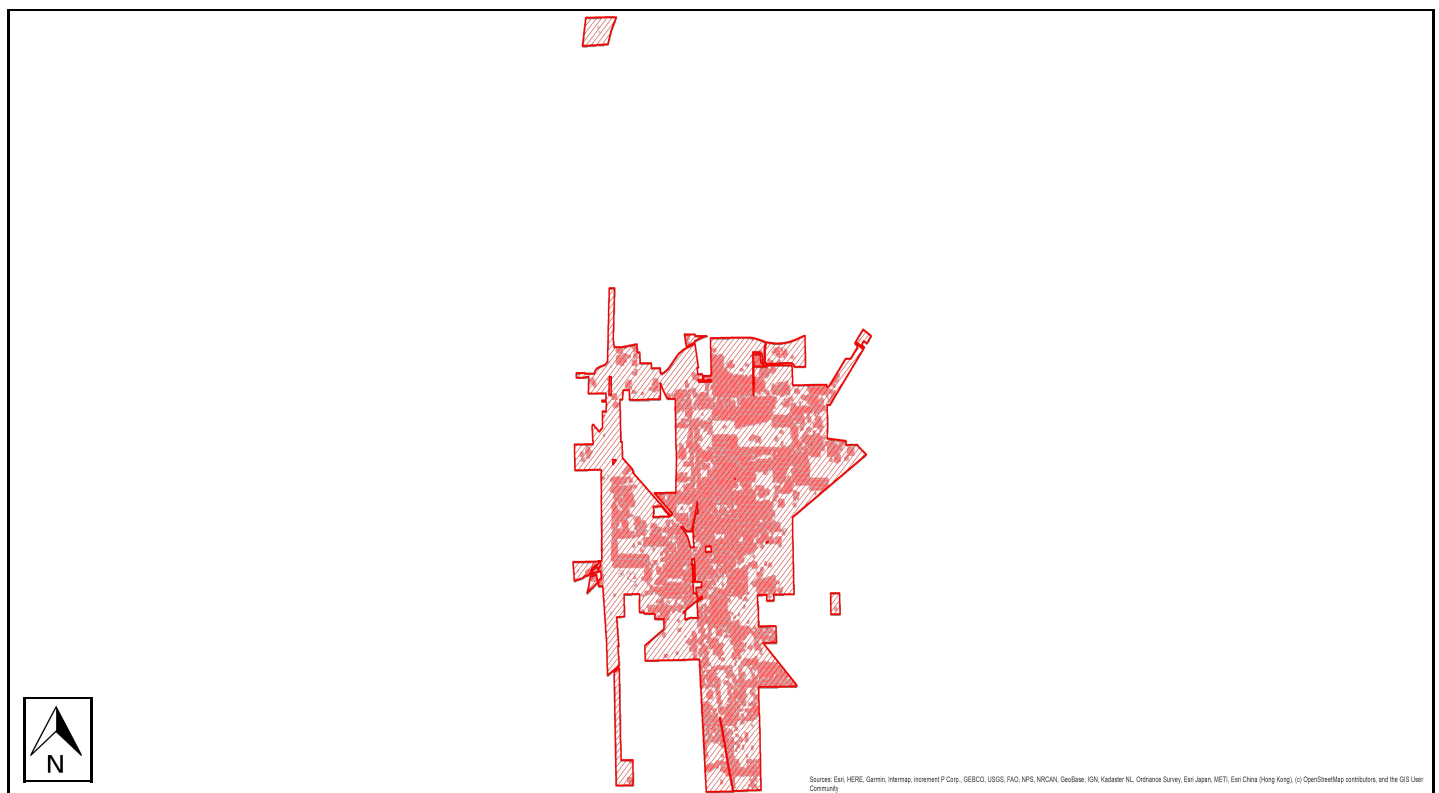 N
Sources: Esri, HERE, Garmin, Intermap, increment P Corp., GEBCO, USGS, FAO, NPS, NRCAN, GeoBase, IGN, Kadaster NL, Ordnance Survey, Esri Japan, METI, Esri China (Hong Kong), (c) OpenStreetMap contributors, and the GIS User
Community